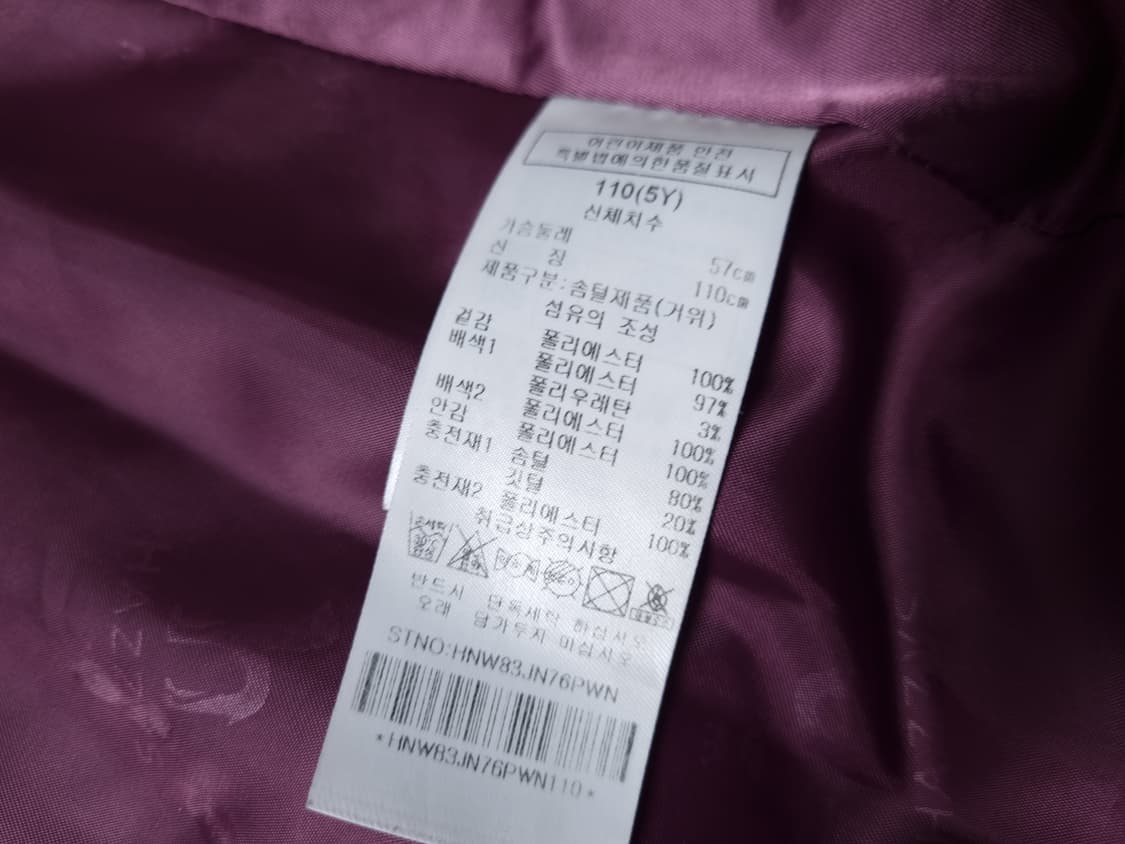 어린이제품 안전
특별법에의한품질표시
110(5Y)
신체치수
가슴둘레 57cm
신 장 110cm
제품구분:솜털제품(거위)
섬유의 조성
겉감 폴리에스터 100%
배색1 폴리에스터 97%
폴리우레탄 3%
배색2 폴리에스터 100%
안감 폴리에스터 100%
충전재1 솜털 80%
깃털 20%
충전재2 폴리에스터 100%
취급상주의사항
손세탁
반드시 단독세탁 하십시오
오래 담가두지 마십시오
STNO:HNW83JN76PWN
*HNW83JN76PWN110*